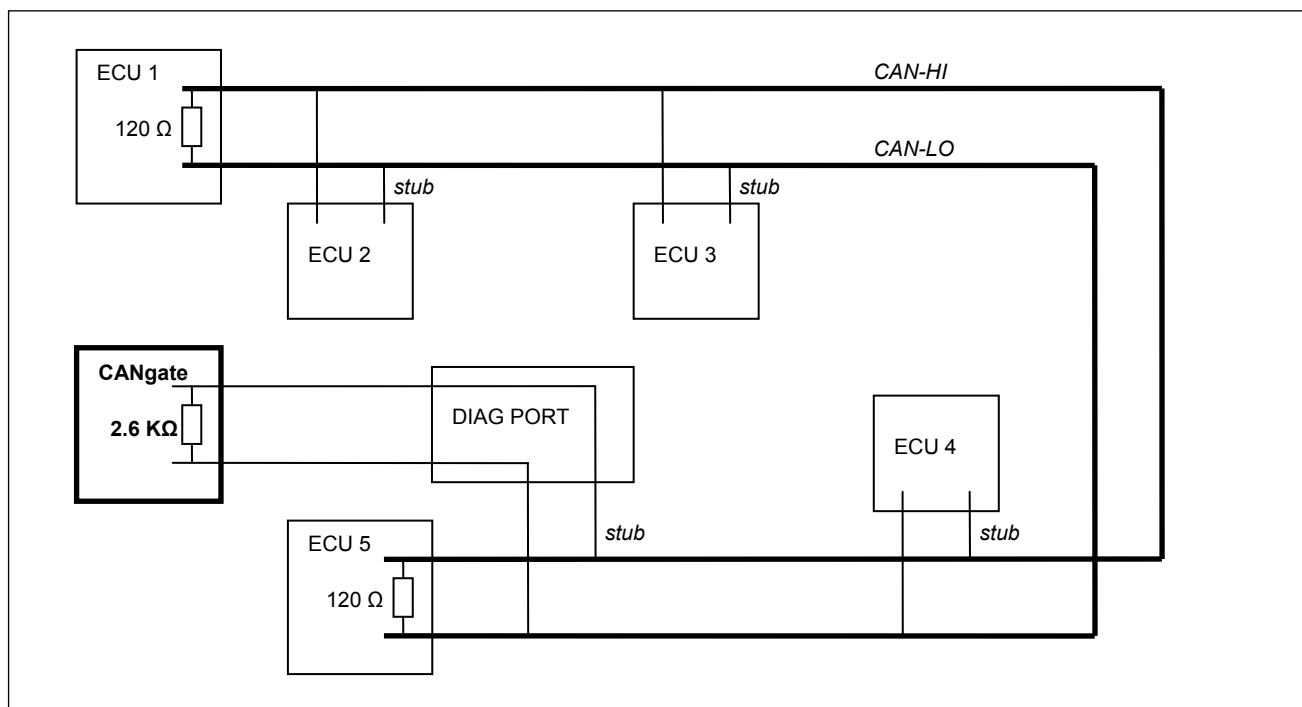 ECU 1
CAN-HI
120 Ω
CAN-LO
stub
stub
ECU 2
ECU 3
CANgate
DIAG PORT
2.6 KΩ
ECU 4
stub
stub
ECU 5
120 Ω